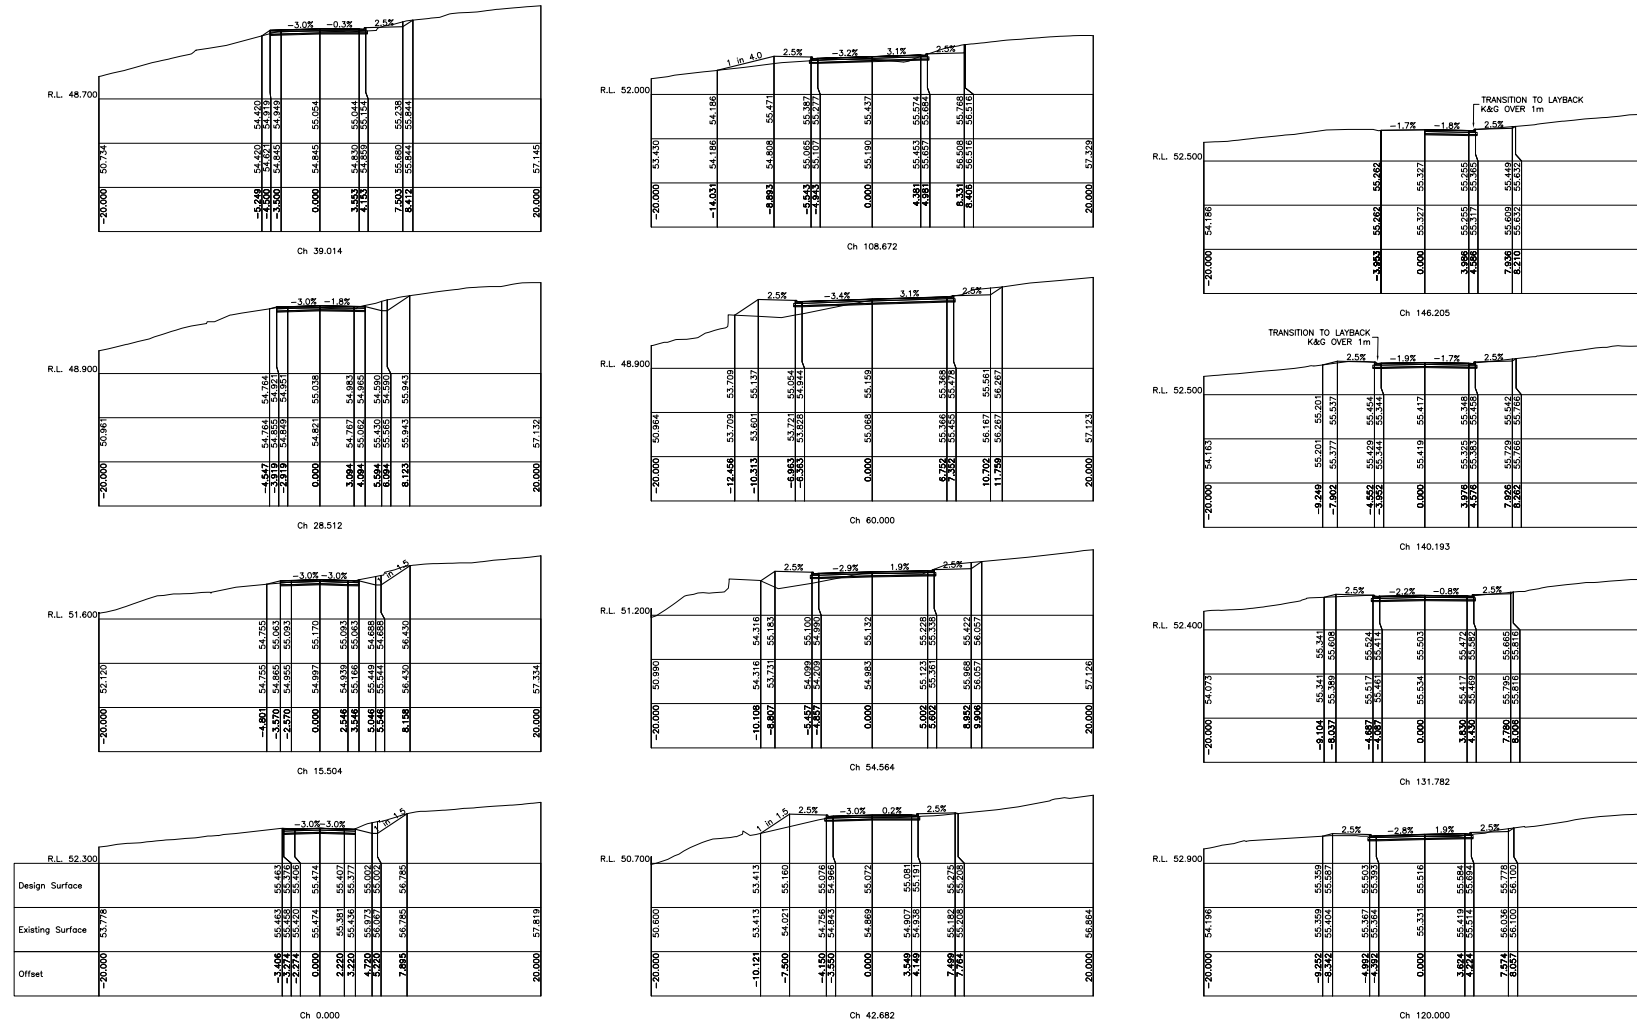 -3.0% -0.3% 2.5%
R.L. 48.700
54.420 54.919 54.949 55.054 55.044 55.154 55.238 55.844
50.734 54.420 54.621 54.845 54.845 54.830 54.859 55.680 55.844 57.145
-20.000 -5.249 -4.500 -3.500 0.000 3.553 4.153 7.503 8.412 20.000
Ch 39.014
-3.0% -1.8%
R.L. 48.900
54.764 54.921 54.951 55.038 54.983 54.965 54.590 54.590 55.943
50.961 54.764 54.855 54.849 54.821 54.767 55.062 55.430 55.565 55.943 57.132
-20.000 -4.547 -3.919 -2.919 0.000 3.094 4.094 5.594 6.094 8.123 20.000
Ch 28.512
-3.0% -3.0% 1 in 1.5
R.L. 51.600
54.755 55.063 55.093 55.170 55.093 55.063 54.688 54.688 56.430
52.120 54.755 54.865 54.955 54.997 54.939 55.166 55.449 55.544 56.430 57.334
-20.000 -4.801 -3.570 -2.570 0.000 2.546 3.546 5.046 5.546 8.158 20.000
Ch 15.504
-3.0% -3.0% 1 in 1.5
R.L. 52.300
Design Surface 55.463 55.376 55.406 55.474 55.407 55.377 55.002 55.002 56.785
Existing Surface 53.778 55.463 55.458 55.420 55.474 55.381 55.436 55.973 56.067 56.785 57.819
Offset -20.000 -3.406 -3.274 -2.274 0.000 2.220 3.220 4.720 5.220 7.895 20.000
Ch 0.000
1 in 4.0 2.5% -3.2% 3.1% 2.5%
R.L. 52.000
54.186 55.471 55.387 55.277 55.437 55.574 55.684 55.768 56.516
53.430 54.186 54.808 55.065 55.107 55.190 55.453 55.657 56.508 56.516 57.329
-20.000 -14.031 -8.893 -5.543 -4.943 0.000 4.381 4.981 8.331 8.406 20.000
Ch 108.672
2.5% -3.4% 3.1% 2.5%
R.L. 48.900
53.709 55.137 55.054 54.944 55.159 55.368 55.478 55.561 56.267
50.964 53.709 53.601 53.721 53.828 55.068 55.366 55.455 56.167 56.267 57.123
-20.000 -12.456 -10.313 -6.963 -6.363 0.000 6.752 7.352 10.702 11.759 20.000
Ch 60.000
2.5% -2.9% 1.9% 2.5%
R.L. 51.200
54.316 55.183 55.100 54.990 55.132 55.228 55.338 55.422 56.057
50.990 54.316 53.731 54.099 54.209 54.983 55.123 55.361 55.968 56.057 57.126
-20.000 -10.108 -8.807 -5.457 -4.857 0.000 5.002 5.602 8.952 9.906 20.000
Ch 54.564
1 in 1.5 2.5% -3.0% 0.2% 2.5%
R.L. 50.700
53.413 55.160 55.076 54.966 55.072 55.081 55.191 55.275 55.208
50.600 53.413 54.021 54.756 54.843 54.869 54.907 54.938 55.182 55.208 56.864
-20.000 -10.121 -7.500 -4.150 -3.550 0.000 3.549 4.149 7.499 7.764 20.000
Ch 42.682
TRANSITION TO LAYBACK
K&G OVER 1m
-1.7% -1.8% 2.5%
R.L. 52.500
55.262 55.327 55.255 55.365 55.449 55.632
54.186 55.262 55.327 55.255 55.317 55.609 55.632
-20.000 -3.953 0.000 3.986 4.586 7.936 8.210
Ch 146.205
TRANSITION TO LAYBACK
K&G OVER 1m
2.5% -1.9% -1.7% 2.5%
R.L. 52.500
55.201 55.537 55.454 55.344 55.417 55.348 55.458 55.542 55.766
54.163 55.201 55.377 55.429 55.344 55.419 55.325 55.383 55.729 55.766
-20.000 -9.249 -7.902 -4.552 -3.952 0.000 3.976 4.576 7.926 8.262
Ch 140.193
2.5% -2.2% -0.8% 2.5%
R.L. 52.400
55.341 55.608 55.524 55.414 55.503 55.472 55.582 55.665 55.816
54.073 55.341 55.389 55.517 55.461 55.534 55.417 55.469 55.795 55.816
-20.000 -9.104 -8.037 -4.687 -4.087 0.000 3.830 4.430 7.780 8.006
Ch 131.782
2.5% -2.8% 1.9% 2.5%
R.L. 52.900
55.359 55.587 55.503 55.393 55.516 55.584 55.694 55.778 56.100
54.196 55.359 55.404 55.367 55.364 55.331 55.419 55.514 56.036 56.100
-20.000 -9.252 -8.342 -4.992 -4.392 0.000 3.624 4.224 7.574 8.057
Ch 120.000